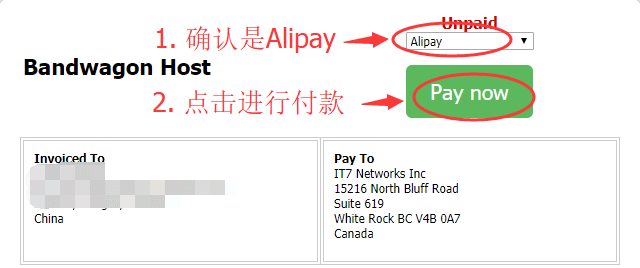 Unpaid
1. 确认是Alipay
Alipay
Bandwagon Host
Pay now
2. 点击进行付款
Invoiced To
China
Pay To
IT7 Networks Inc
15216 North Bluff Road
Suite 619
White Rock BC V4B 0A7
Canada